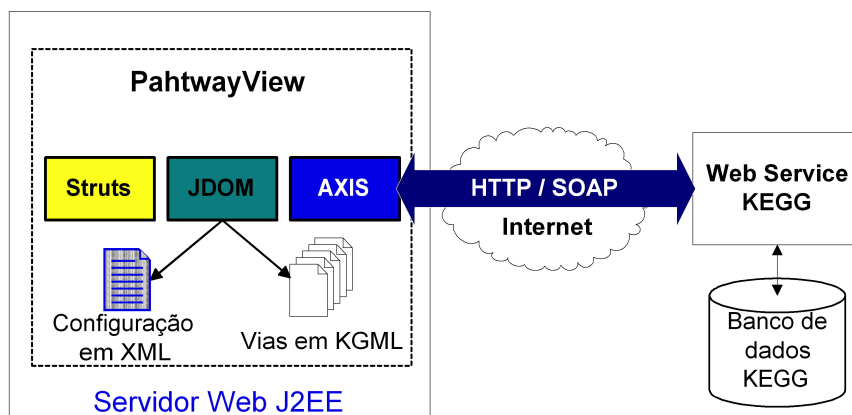 PahtwayView
Struts
JDOM
AXIS
HTTP / SOAP
Internet
Web Service
KEGG
Configuração
em XML
Vias em KGML
Banco de
dados
KEGG
Servidor Web J2EE